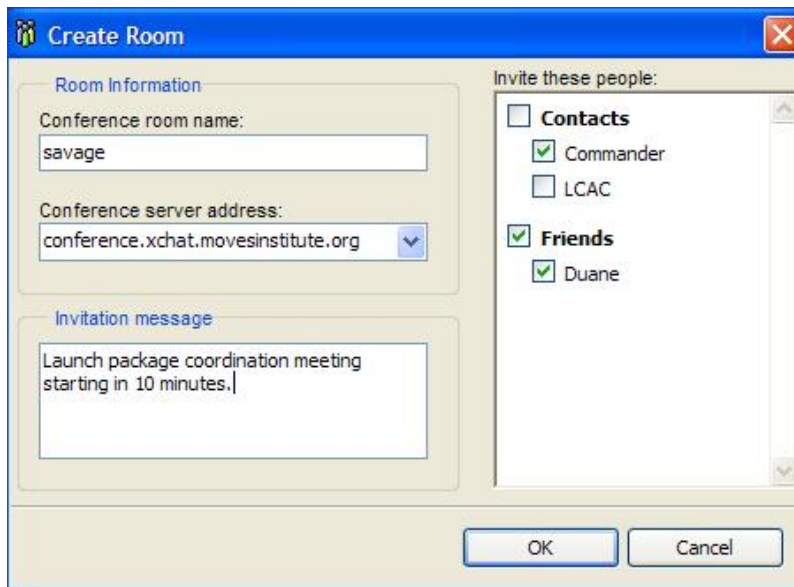 Create Room
Room Information
Conference room name:
savage
Conference server address:
conference.xchat.movesinstitute.org
Invitation message
Launch package coordination meeting
starting in 10 minutes.
Invite these people:
Contacts
Commander
LCAC
Friends
Duane
OK
Cancel